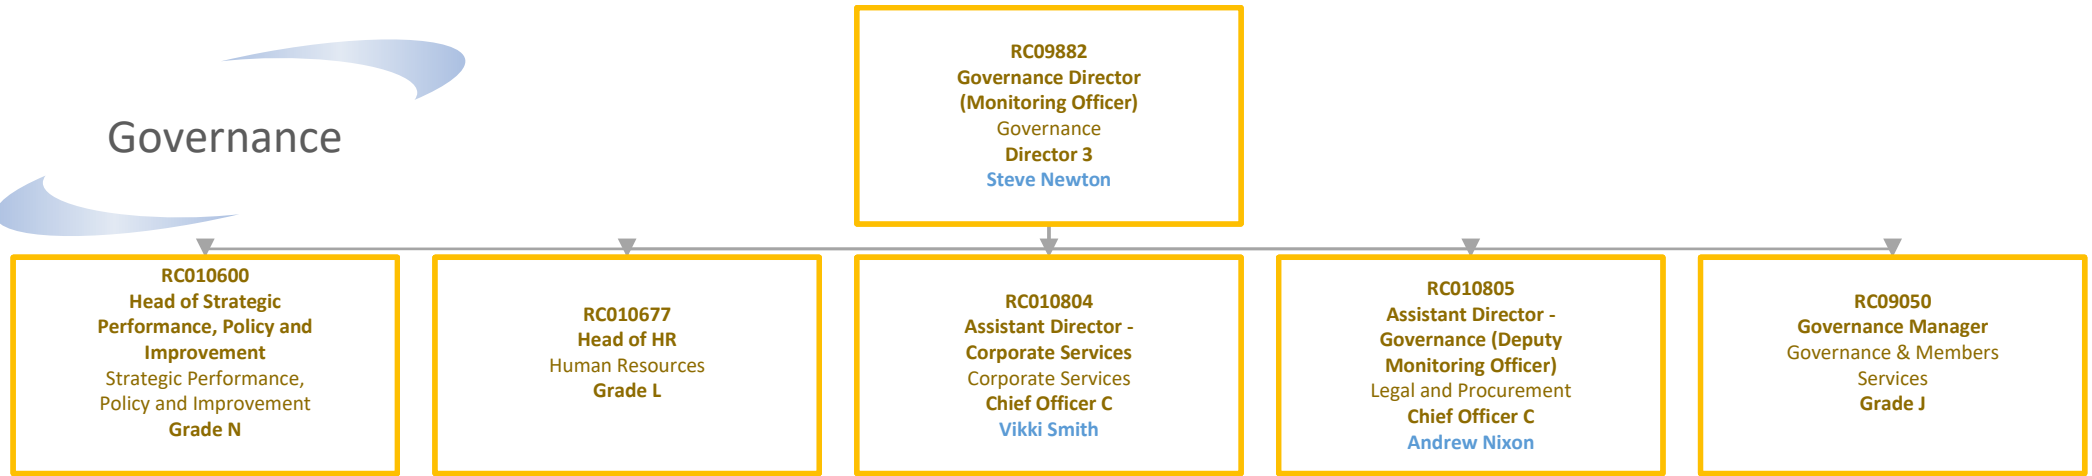 Governance
RC09882
Governance Director
(Monitoring Officer)
Governance
Director 3
Steve Newton
RC010600
Head of Strategic
Performance, Policy and
Improvement
Strategic Performance,
Policy and Improvement
Grade N
RC010677
Head of HR
Human Resources
Grade L
RC010804
Assistant Director -
Corporate Services
Corporate Services
Chief Officer C
Vikki Smith
RC010805
Assistant Director -
Governance (Deputy
Monitoring Officer)
Legal and Procurement
Chief Officer C
Andrew Nixon
RC09050
Governance Manager
Governance & Members
Services
Grade J